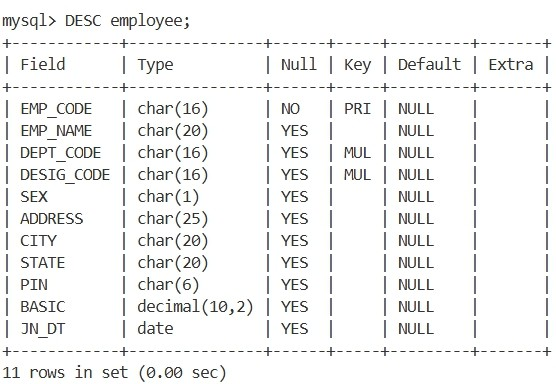 mysql> DESC employee;
+------------+---------------+------+-----+---------+-------+
| Field      | Type          | Null | Key | Default | Extra |
+------------+---------------+------+-----+---------+-------+
| EMP_CODE   | char(16)      | NO   | PRI | NULL    |       |
| EMP_NAME   | char(20)      | YES  |     | NULL    |       |
| DEPT_CODE  | char(16)      | YES  | MUL | NULL    |       |
| DESIG_CODE | char(16)      | YES  | MUL | NULL    |       |
| SEX        | char(1)       | YES  |     | NULL    |       |
| ADDRESS    | char(25)      | YES  |     | NULL    |       |
| CITY       | char(20)      | YES  |     | NULL    |       |
| STATE      | char(20)      | YES  |     | NULL    |       |
| PIN        | char(6)       | YES  |     | NULL    |       |
| BASIC      | decimal(10,2) | YES  |     | NULL    |       |
| JN_DT      | date          | YES  |     | NULL    |       |
+------------+---------------+------+-----+---------+-------+
11 rows in set (0.00 sec)